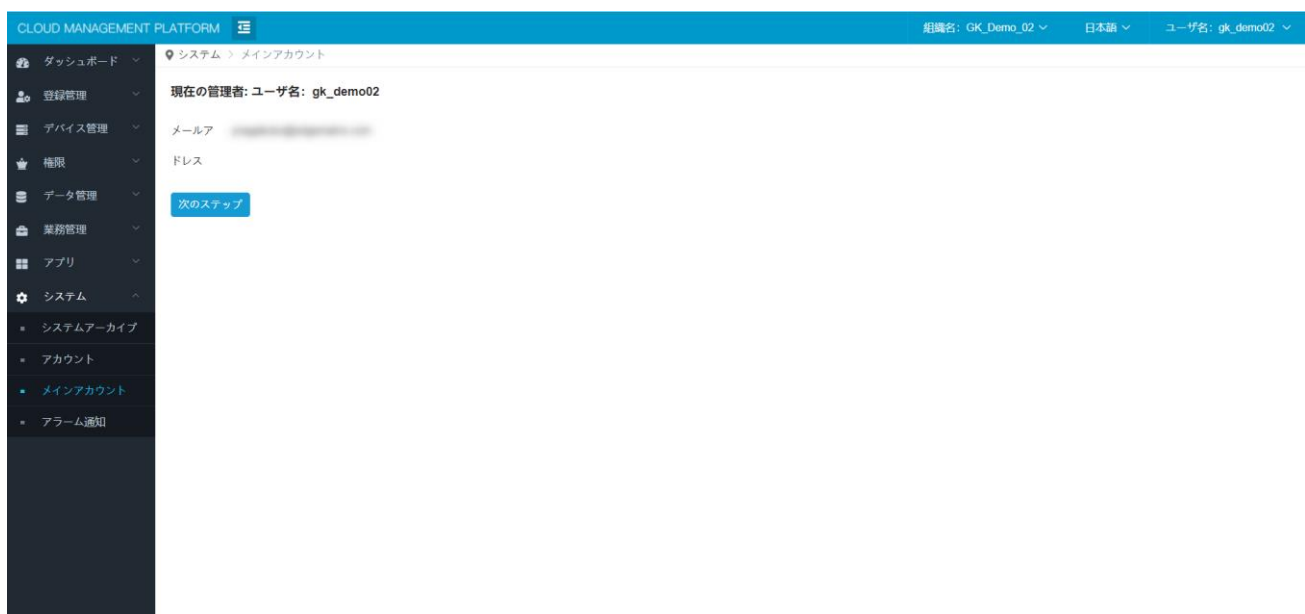 CLOUD MANAGEMENT PLATFORM
組織名: GK_Demo_02
日本語
ユーザ名: gk_demo02
ダッシュボード
登録管理
デバイス管理
権限
データ管理
業務管理
アプリ
システム
システムアーカイブ
アカウント
メインアカウント
アラーム通知
システム > メインアカウント
現在の管理者: ユーザ名: gk_demo02
メールア
ドレス
次のステップ